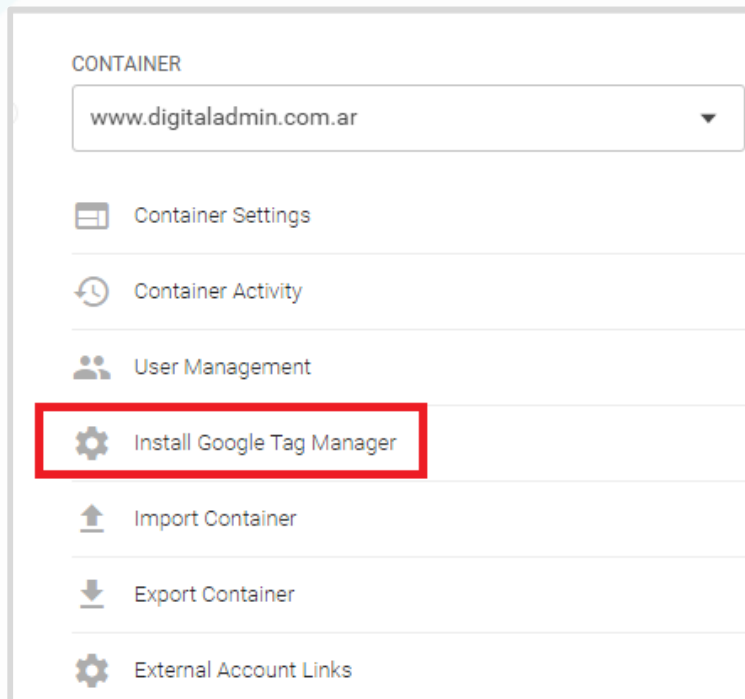 CONTAINER
www.digitaladmin.com.ar
Container Settings
Container Activity
User Management
Install Google Tag Manager
Import Container
Export Container
External Account Links